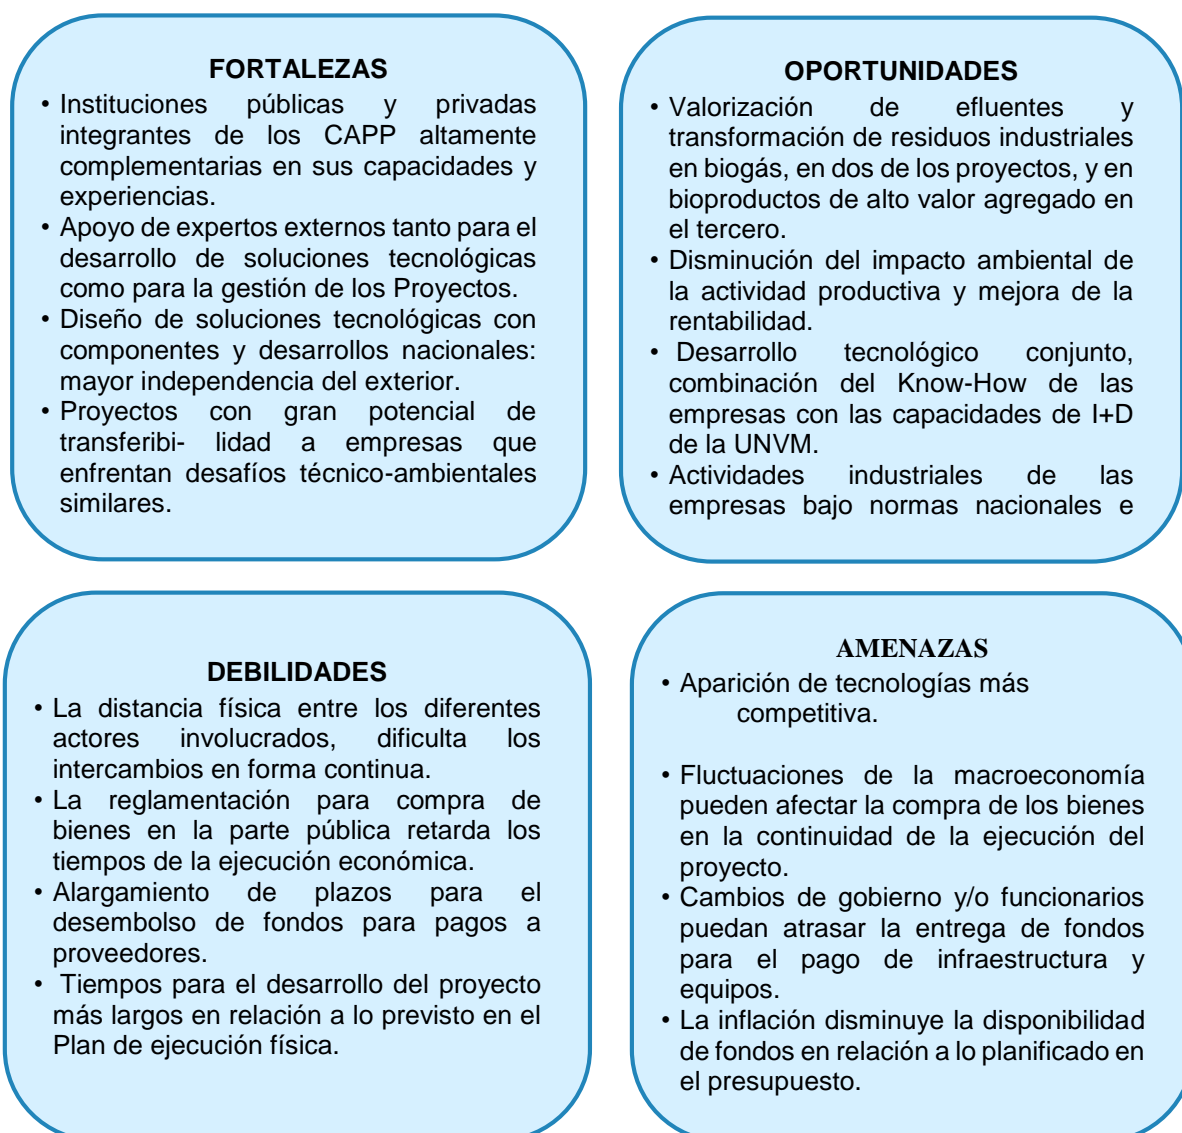 FORTALEZAS
• Instituciones públicas y privadas
integrantes de los CAPP altamente
complementarias en sus capacidades y
experiencias.
• Apoyo de expertos externos tanto para el
desarrollo de soluciones tecnológicas
como para la gestión de los Proyectos.
• Diseño de soluciones tecnológicas con
componentes y desarrollos nacionales:
mayor independencia del exterior.
• Proyectos con gran potencial de
transferibi- lidad a empresas que
enfrentan desafíos técnico-ambientales
similares.
OPORTUNIDADES
• Valorización de efluentes y
transformación de residuos industriales
en biogás, en dos de los proyectos, y en
bioproductos de alto valor agregado en
el tercero.
• Disminución del impacto ambiental de
la actividad productiva y mejora de la
rentabilidad.
• Desarrollo tecnológico conjunto,
combinación del Know-How de las
empresas con las capacidades de I+D
de la UNVM.
• Actividades industriales de las
empresas bajo normas nacionales e
DEBILIDADES
• La distancia física entre los diferentes
actores involucrados, dificulta los
intercambios en forma continua.
• La reglamentación para compra de
bienes en la parte pública retarda los
tiempos de la ejecución económica.
• Alargamiento de plazos para el
desembolso de fondos para pagos a
proveedores.
• Tiempos para el desarrollo del proyecto
más largos en relación a lo previsto en el
Plan de ejecución física.
AMENAZAS
• Aparición de tecnologías más
competitiva.
• Fluctuaciones de la macroeconomía
pueden afectar la compra de los bienes
en la continuidad de la ejecución del
proyecto.
• Cambios de gobierno y/o funcionarios
puedan atrasar la entrega de fondos
para el pago de infraestructura y
equipos.
• La inflación disminuye la disponibilidad
de fondos en relación a lo planificado en
el presupuesto.